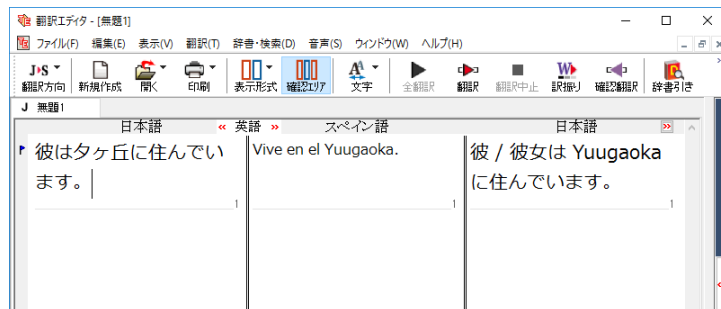 翻訳エディタ - [無題1]
ファイル(F) 編集(E) 表示(V) 翻訳(T) 辞書・検索(D) 音声(S) ウィンドウ(W) ヘルプ(H)
J▸S
翻訳方向 新規作成 開く 印刷 表示形式 確認エリア 文字 全翻訳 翻訳 翻訳中止 訳振り 確認翻訳 辞書引き
J 無題1
日本語 « 英語 » スペイン語 日本語 »
彼は夕ヶ丘に住んでい
ます。
1
Vive en el Yuugaoka.
1
彼 / 彼女は Yuugaoka
に住んでいます。
1